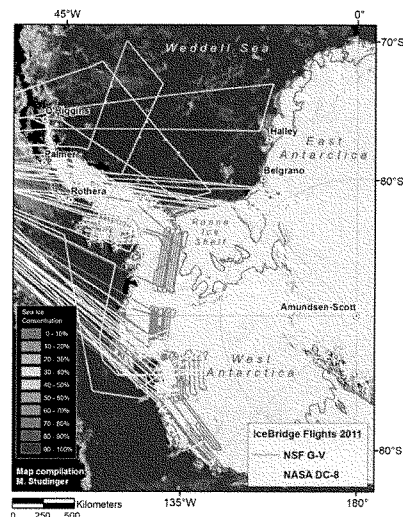 45°W
0°
Weddell Sea
70°S
O'Higgins
Halley
East
Antarctica
Palmer
Belgrano
80°S
Rothera
Ronne
Ice
Shelf
Amundsen-Scott
Sea Ice
Concentration
0 - 10%
10 - 20%
20 - 30%
30 - 40%
40 - 50%
50 - 60%
60 - 70%
70 - 80%
80 - 90%
90 - 100%
West
Antarctica
IceBridge Flights 2011
NSF G-V
NASA DC-8
Map compilation
M. Studinger
80°S
Kilometers
0 250 500
135°W
180°